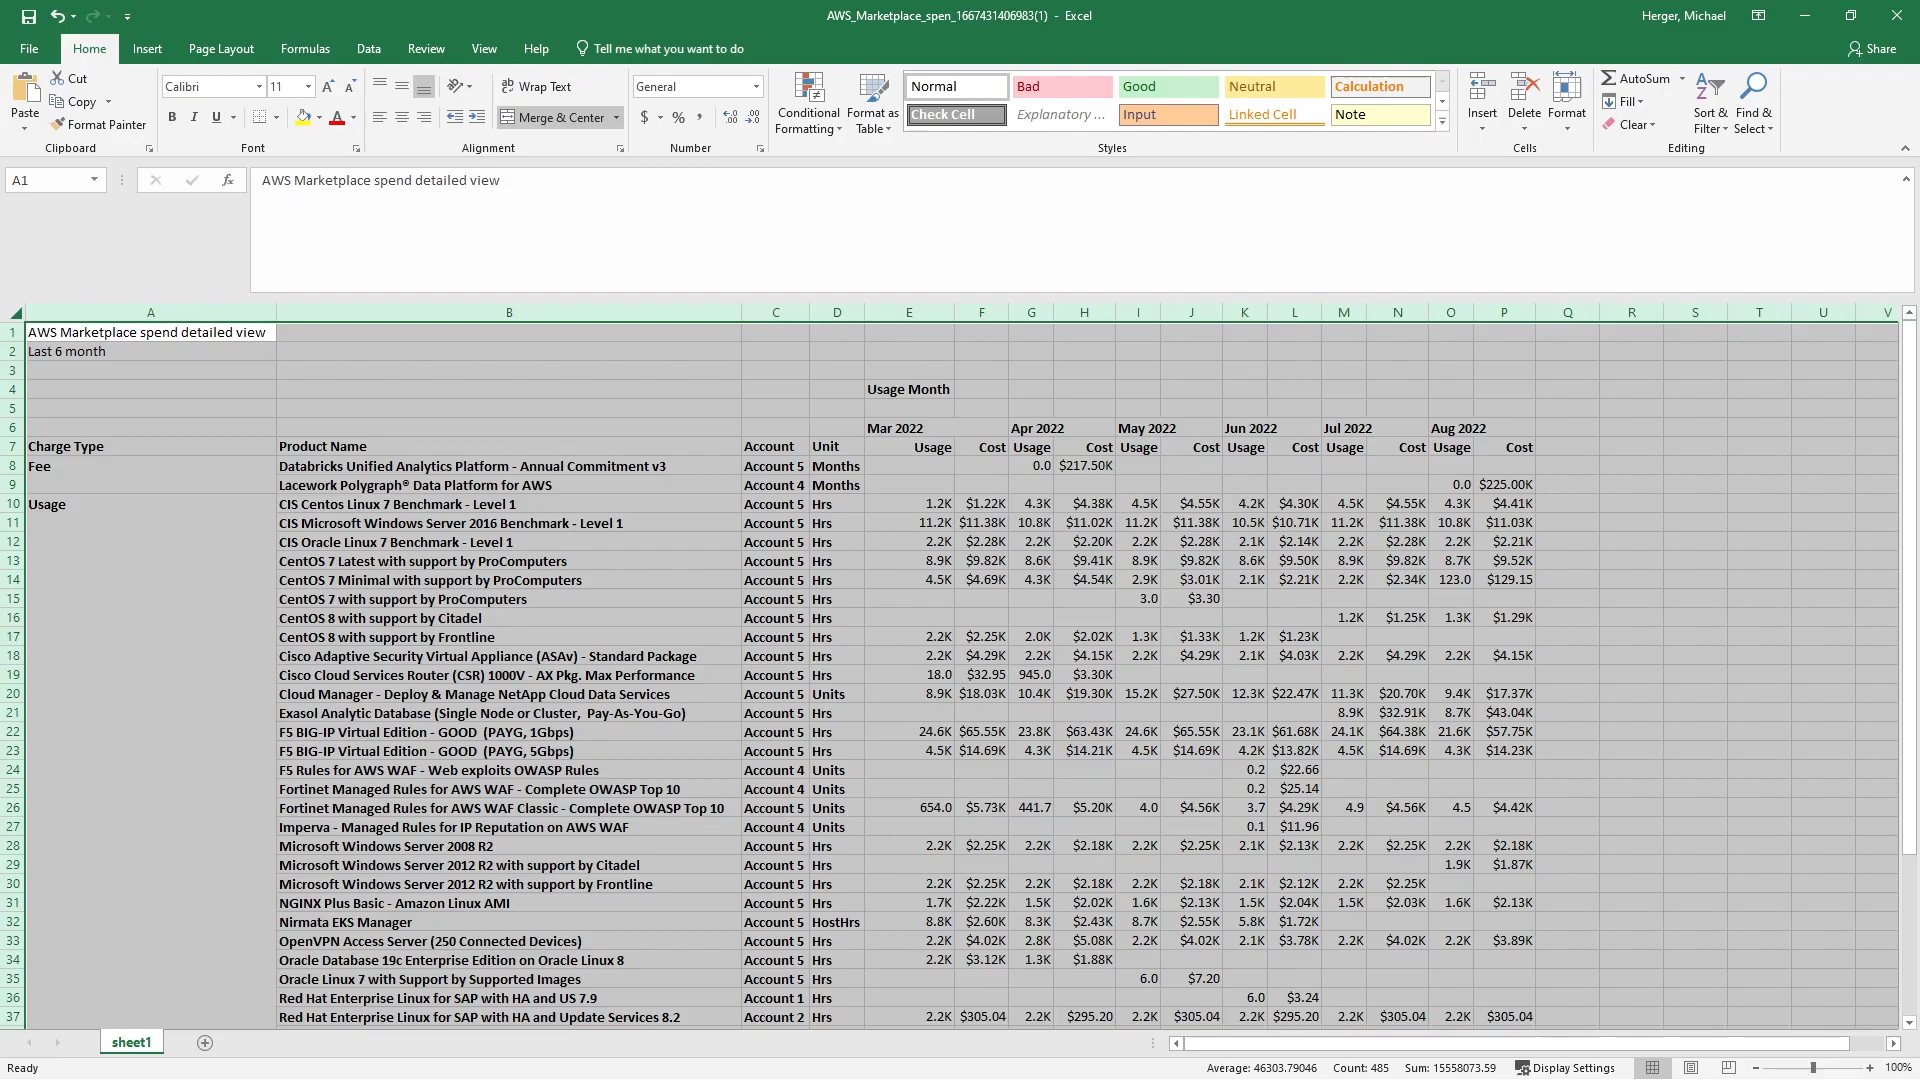 AWS_Marketplace_spen_1667431406983(1) - Excel
Herger, Michael
File Home Insert Page Layout Formulas Data Review View Help Tell me what you want to do Share
Paste Cut Copy Format Painter Clipboard
Calibri 11 A A B I U A Font
Wrap Text Merge & Center Alignment
General $ % , Number
Conditional Formatting Format as Table
Normal Bad Good Neutral Calculation
Check Cell Explanatory ... Input Linked Cell Note
Styles
Insert Delete Format Cells
AutoSum Fill Clear Sort & Filter Find & Select Editing
A1 fx AWS Marketplace spend detailed view
A B C D E F G H I J K L M N O P Q R S T U V
1 AWS Marketplace spend detailed view
2 Last 6 month
3
4 Usage Month
5
6 Mar 2022 Apr 2022 May 2022 Jun 2022 Jul 2022 Aug 2022
7 Charge Type Product Name Account Unit Usage Cost Usage Cost Usage Cost Usage Cost Usage Cost Usage Cost
8 Fee Databricks Unified Analytics Platform - Annual Commitment v3 Account 5 Months 0.0 $217.50K
9 Lacework Polygraph® Data Platform for AWS Account 4 Months 0.0 $225.00K
10 Usage CIS Centos Linux 7 Benchmark - Level 1 Account 5 Hrs 1.2K $1.22K 4.3K $4.38K 4.5K $4.55K 4.2K $4.30K 4.5K $4.55K 4.3K $4.41K
11 CIS Microsoft Windows Server 2016 Benchmark - Level 1 Account 5 Hrs 11.2K $11.38K 10.8K $11.02K 11.2K $11.38K 10.5K $10.71K 11.2K $11.38K 10.8K $11.03K
12 CIS Oracle Linux 7 Benchmark - Level 1 Account 5 Hrs 2.2K $2.28K 2.2K $2.20K 2.2K $2.28K 2.1K $2.14K 2.2K $2.28K 2.2K $2.21K
13 CentOS 7 Latest with support by ProComputers Account 5 Hrs 8.9K $9.82K 8.6K $9.41K 8.9K $9.82K 8.6K $9.50K 8.9K $9.82K 8.7K $9.52K
14 CentOS 7 Minimal with support by ProComputers Account 5 Hrs 4.5K $4.69K 4.3K $4.54K 2.9K $3.01K 2.1K $2.21K 2.2K $2.34K 123.0 $129.15
15 CentOS 7 with support by ProComputers Account 5 Hrs 3.0 $3.30
16 CentOS 8 with support by Citadel Account 5 Hrs 1.2K $1.25K 1.3K $1.29K
17 CentOS 8 with support by Frontline Account 5 Hrs 2.2K $2.25K 2.0K $2.02K 1.3K $1.33K 1.2K $1.23K
18 Cisco Adaptive Security Virtual Appliance (ASAv) - Standard Package Account 5 Hrs 2.2K $4.29K 2.2K $4.15K 2.2K $4.29K 2.1K $4.03K 2.2K $4.29K 2.2K $4.15K
19 Cisco Cloud Services Router (CSR) 1000V - AX Pkg. Max Performance Account 5 Hrs 18.0 $32.95 945.0 $3.30K
20 Cloud Manager - Deploy & Manage NetApp Cloud Data Services Account 5 Units 8.9K $18.03K 10.4K $19.30K 15.2K $27.50K 12.3K $22.47K 11.3K $20.70K 9.4K $17.37K
21 Exasol Analytic Database (Single Node or Cluster, Pay-As-You-Go) Account 5 Hrs 8.9K $32.91K 8.7K $43.04K
22 F5 BIG-IP Virtual Edition - GOOD (PAYG, 1Gbps) Account 5 Hrs 24.6K $65.55K 23.8K $63.43K 24.6K $65.55K 23.1K $61.68K 24.1K $64.38K 21.6K $57.75K
23 F5 BIG-IP Virtual Edition - GOOD (PAYG, 5Gbps) Account 5 Hrs 4.5K $14.69K 4.3K $14.21K 4.5K $14.69K 4.2K $13.82K 4.5K $14.69K 4.3K $14.23K
24 F5 Rules for AWS WAF - Web exploits OWASP Rules Account 4 Units 0.2 $22.66
25 Fortinet Managed Rules for AWS WAF - Complete OWASP Top 10 Account 4 Units 0.2 $25.14
26 Fortinet Managed Rules for AWS WAF Classic - Complete OWASP Top 10 Account 5 Units 654.0 $5.73K 441.7 $5.20K 4.0 $4.56K 3.7 $4.29K 4.9 $4.56K 4.5 $4.42K
27 Imperva - Managed Rules for IP Reputation on AWS WAF Account 4 Units 0.1 $11.96
28 Microsoft Windows Server 2008 R2 Account 5 Hrs 2.2K $2.25K 2.2K $2.18K 2.2K $2.25K 2.1K $2.13K 2.2K $2.25K 2.2K $2.18K
29 Microsoft Windows Server 2012 R2 with support by Citadel Account 5 Hrs 1.9K $1.87K
30 Microsoft Windows Server 2012 R2 with support by Frontline Account 5 Hrs 2.2K $2.25K 2.2K $2.18K 2.2K $2.18K 2.1K $2.12K 2.2K $2.25K
31 NGINX Plus Basic - Amazon Linux AMI Account 5 Hrs 1.7K $2.22K 1.5K $2.02K 1.6K $2.13K 1.5K $2.04K 1.5K $2.03K 1.6K $2.13K
32 Nirmata EKS Manager Account 5 HostHrs 8.8K $2.60K 8.3K $2.43K 8.7K $2.55K 5.8K $1.72K
33 OpenVPN Access Server (250 Connected Devices) Account 5 Hrs 2.2K $4.02K 2.8K $5.08K 2.2K $4.02K 2.1K $3.78K 2.2K $4.02K 2.2K $3.89K
34 Oracle Database 19c Enterprise Edition on Oracle Linux 8 Account 5 Hrs 2.2K $3.12K 1.3K $1.88K
35 Oracle Linux 7 with Support by Supported Images Account 5 Hrs 6.0 $7.20
36 Red Hat Enterprise Linux for SAP with HA and US 7.9 Account 1 Hrs 6.0 $3.24
37 Red Hat Enterprise Linux for SAP with HA and Update Services 8.2 Account 2 Hrs 2.2K $305.04 2.2K $295.20 2.2K $305.04 2.2K $295.20 2.2K $305.04 2.2K $305.04
sheet1
Ready Average: 46303.79046 Count: 485 Sum: 15558073.59 Display Settings 100%